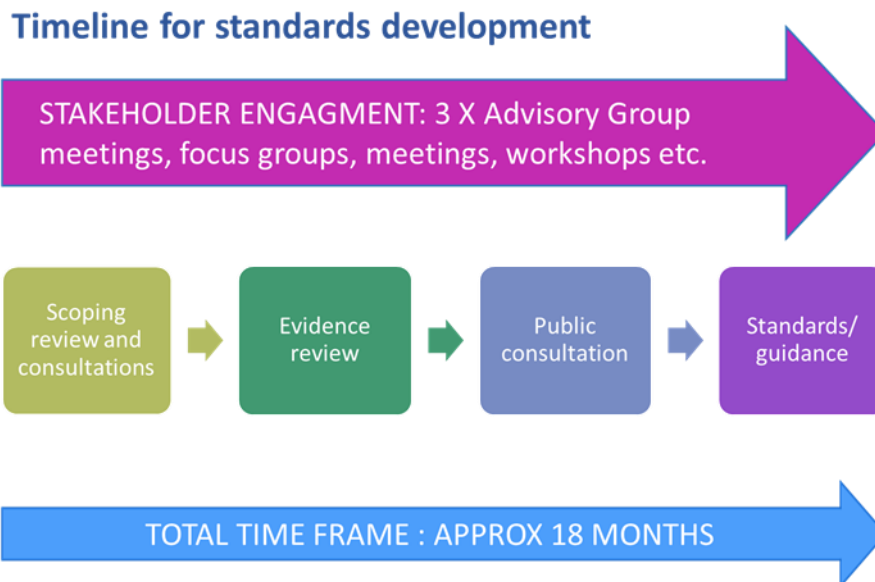 Timeline for standards development
STAKEHOLDER ENGAGMENT: 3 X Advisory Group
meetings, focus groups, meetings, workshops etc.
Scoping
review and
consultations
Evidence
review
Public
consultation
Standards/
guidance
TOTAL TIME FRAME : APPROX 18 MONTHS